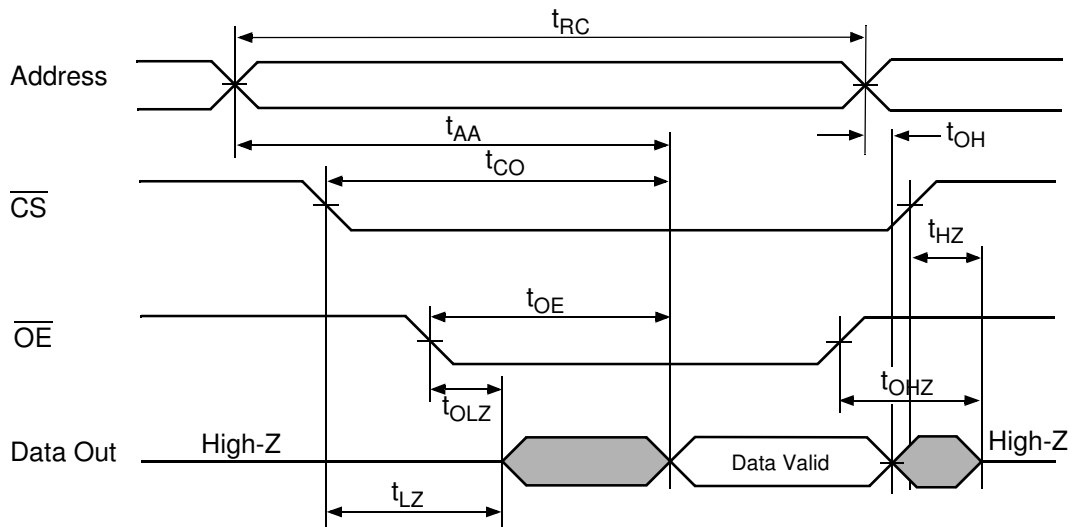 tRC
Address
tAA
tOH
tCO
CS
tHZ
tOE
OE
tOHZ
tOLZ
Data Out
High-Z
Data Valid
High-Z
tLZ